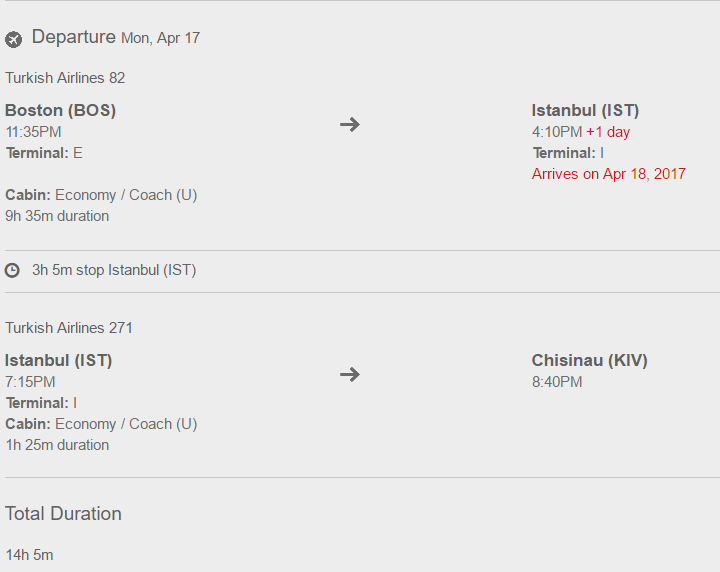 Departure Mon, Apr 17
Turkish Airlines 82
Boston (BOS)
11:35PM
Terminal: E
Istanbul (IST)
4:10PM +1 day
Terminal: I
Arrives on Apr 18, 2017
Cabin: Economy / Coach (U)
9h 35m duration
3h 5m stop Istanbul (IST)
Turkish Airlines 271
Istanbul (IST)
7:15PM
Terminal: I
Cabin: Economy / Coach (U)
1h 25m duration
Chisinau (KIV)
8:40PM
Total Duration
14h 5m